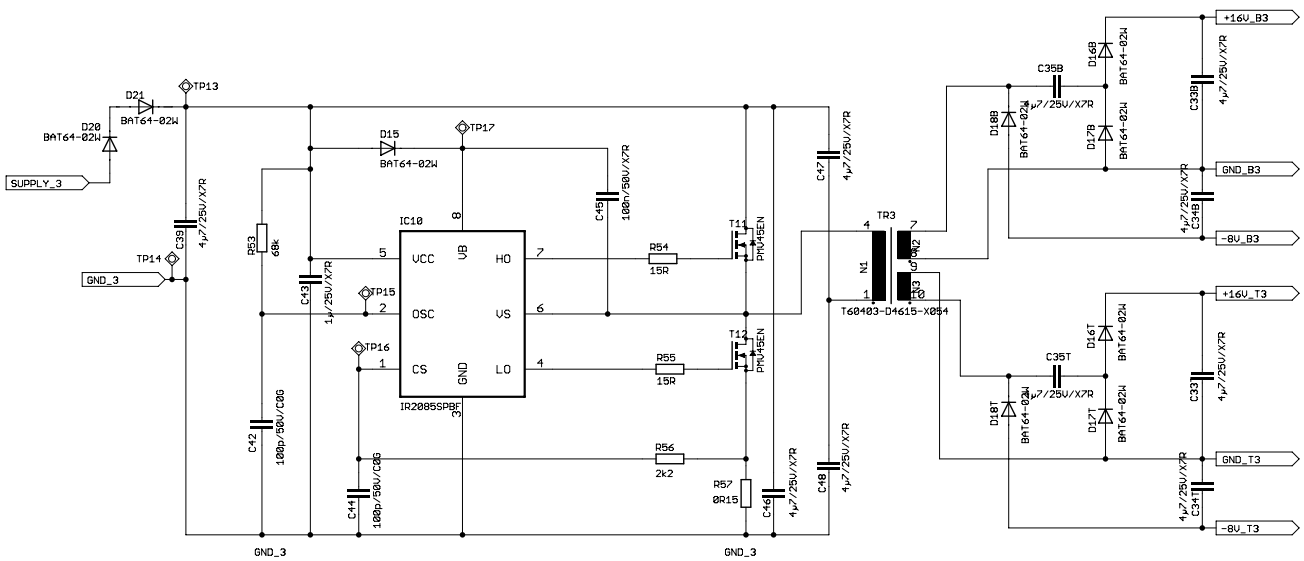 +16V_B3
D16B
BAT64-02W
C35B
4µ7/25V/X7R
C33B
4µ7/25V/X7R
D18B
BAT64-02W
D17B
BAT64-02W
GND_B3
C34B
4µ7/25V/X7R
-8V_B3
D21
BAT64-02W
TP13
D20
BAT64-02W
SUPPLY_3
C39
4µ7/25V/X7R
TP14
GND_3
D15
BAT64-02W
TP17
R53
68k
C43
1µ/25V/X7R
TP15
TP16
IC10
VCC
VB
HO
OSC
VS
CS
GND
LO
5
8
7
2
6
1
3
4
IR2085SPBF
C45
100n/50V/X7R
R54
15R
T11
PMV45EN
T12
PMV45EN
R55
15R
C47
4µ7/25V/X7R
TR3
4
7
N1
N2
9
N3
1
10
T60403-D4615-X054
C42
100p/50V/C0G
C44
100p/50V/C0G
R56
2k2
R57
0R15
C46
4µ7/25V/X7R
C48
4µ7/25V/X7R
GND_3
GND_3
+16V_T3
D16T
BAT64-02W
C35T
4µ7/25V/X7R
C33
4µ7/25V/X7R
D18T
BAT64-02W
D17T
BAT64-02W
GND_T3
C34T
4µ7/25V/X7R
-8V_T3